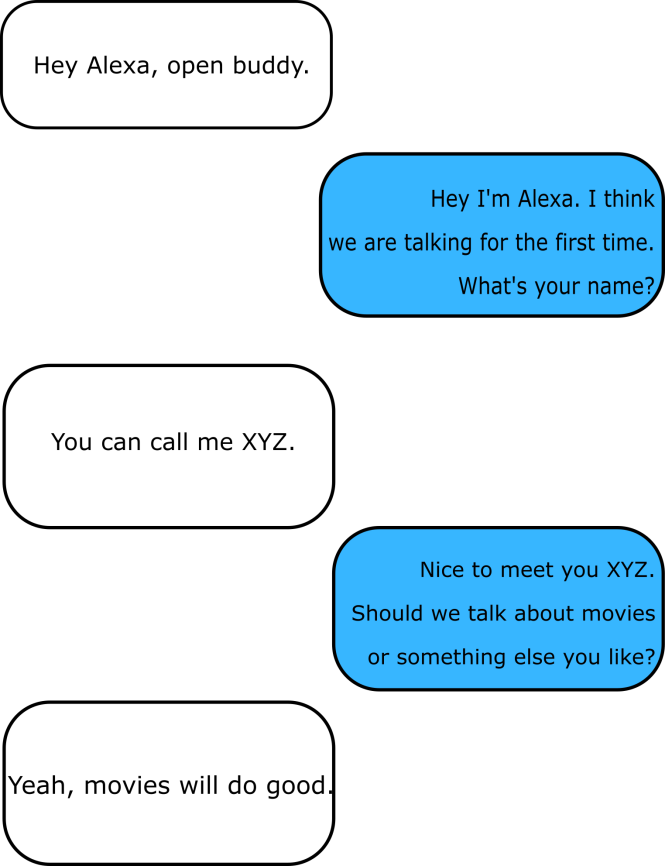 Hey Alexa, open buddy.
Hey I'm Alexa. I think
we are talking for the first time.
What's your name?
You can call me XYZ.
Nice to meet you XYZ.
Should we talk about movies
or something else you like?
Yeah, movies will do good.